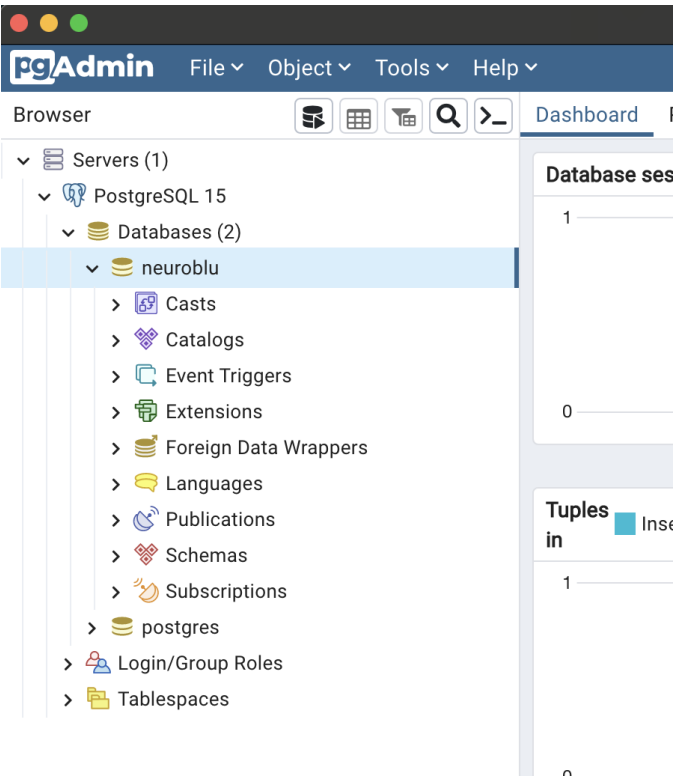 pgAdmin File Object Tools Help
Browser Dashboard
Servers (1)
PostgreSQL 15
Databases (2)
neuroblu
Casts
Catalogs
Event Triggers
Extensions
Foreign Data Wrappers
Languages
Publications
Schemas
Subscriptions
postgres
Login/Group Roles
Tablespaces
Database ses
1
0
Tuples
in
Inse
1
0